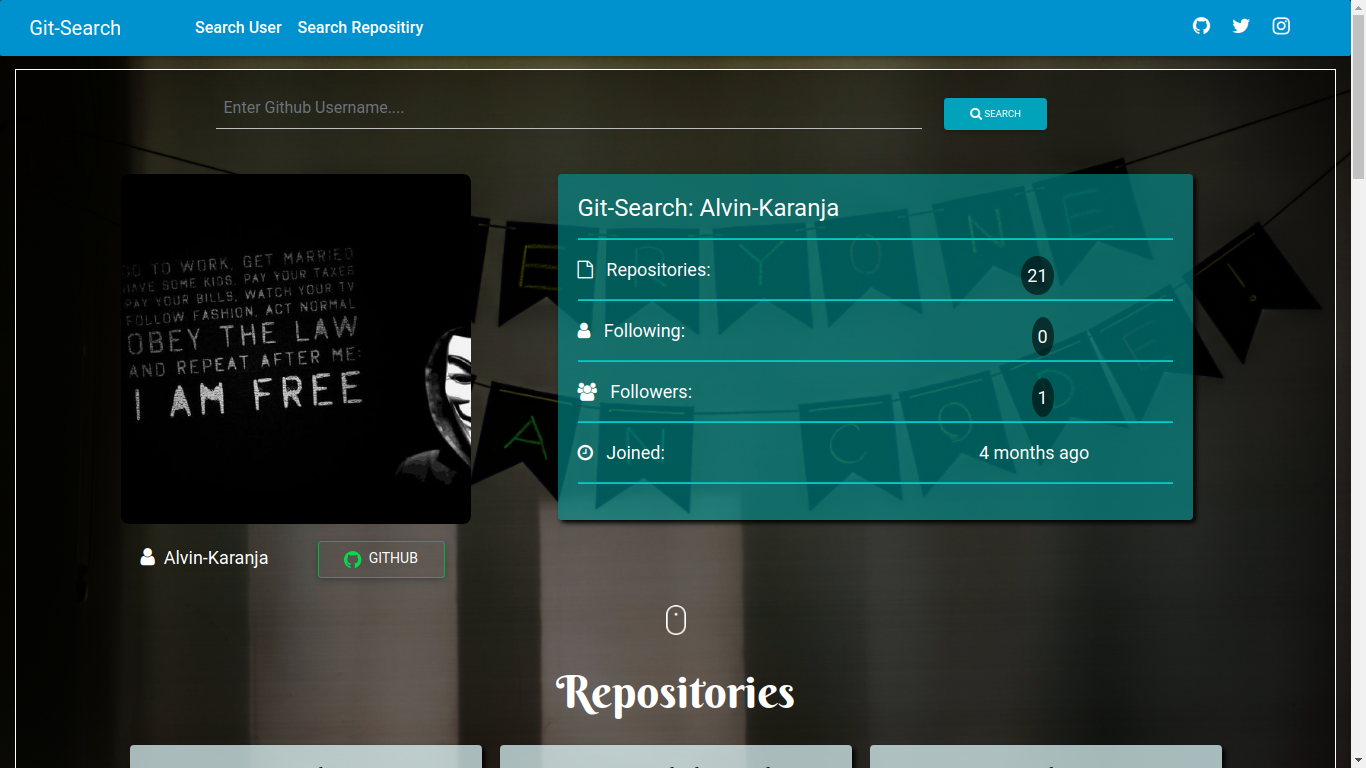 Git-Search Search User Search Repositiry
Enter Github Username....
SEARCH
GO TO WORK, GET MARRIED
HAVE SOME KIDS, PAY YOUR TAXES
PAY YOUR BILLS, WATCH YOUR TV
FOLLOW FASHION, ACT NORMAL
OBEY THE LAW
AND REPEAT AFTER ME:
I AM FREE
Git-Search: Alvin-Karanja
Repositories: 21
Following: 0
Followers: 1
Joined: 4 months ago
ERYONE
AN CODE !
Alvin-Karanja
GITHUB
Repositories